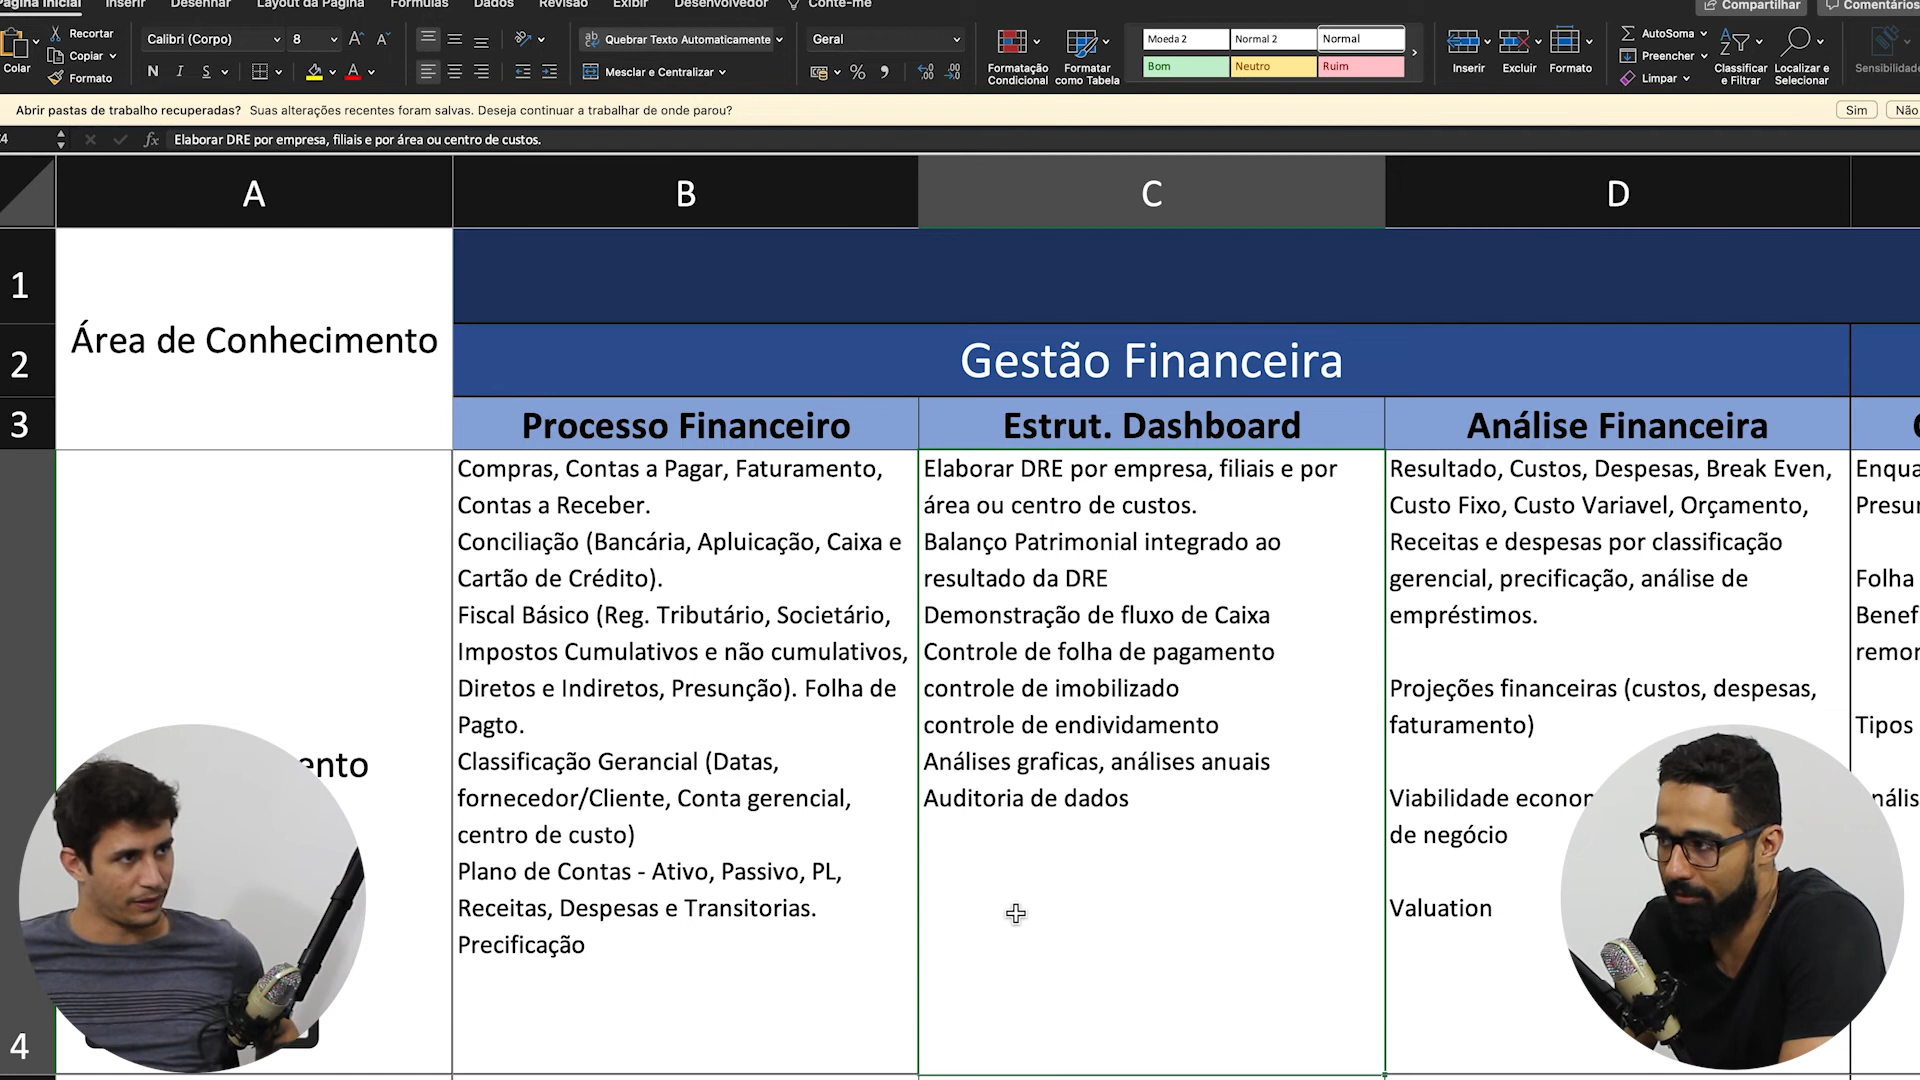 Página Inicial Inserir Desenhar Layout da Página Fórmulas Dados Revisão Exibir Desenvolvedor Conte-me Compartilhar Comentários
Colar
Recortar
Copiar
Formato
Calibri (Corpo) 8
N I S
Quebrar Texto Automaticamente
Mesclar e Centralizar
Geral
%
Formatação Condicional
Formatar como Tabela
Moeda 2 Normal 2 Normal
Bom Neutro Ruim
Inserir Excluir Formato
AutoSoma
Preencher
Limpar
Classificar e Filtrar
Localizar e Selecionar
Sensibilidade
Abrir pastas de trabalho recuperadas? Suas alterações recentes foram salvas. Deseja continuar a trabalhar de onde parou? Sim Não
fx Elaborar DRE por empresa, filiais e por área ou centro de custos.
A B C D
1
Área de Conhecimento
2 Gestão Financeira
3 Processo Financeiro Estrut. Dashboard Análise Financeira
4
ento
Compras, Contas a Pagar, Faturamento,
Contas a Receber.
Conciliação (Bancária, Apluicação, Caixa e
Cartão de Crédito).
Fiscal Básico (Reg. Tributário, Societário,
Impostos Cumulativos e não cumulativos,
Diretos e Indiretos, Presunção). Folha de
Pagto.
Classificação Gerancial (Datas,
fornecedor/Cliente, Conta gerencial,
centro de custo)
Plano de Contas - Ativo, Passivo, PL,
Receitas, Despesas e Transitorias.
Precificação
Elaborar DRE por empresa, filiais e por
área ou centro de custos.
Balanço Patrimonial integrado ao
resultado da DRE
Demonstração de fluxo de Caixa
Controle de folha de pagamento
controle de imobilizado
controle de endividamento
Análises graficas, análises anuais
Auditoria de dados
Resultado, Custos, Despesas, Break Even,
Custo Fixo, Custo Variavel, Orçamento,
Receitas e despesas por classificação
gerencial, precificação, análise de
empréstimos.
Projeções financeiras (custos, despesas,
faturamento)
Viabilidade econo
de negócio
Valuation
Enqua
Presu
Folha
Benef
remo
Tipos
nális